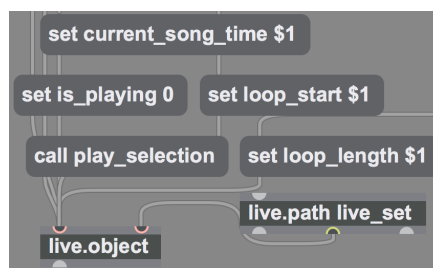 set current_song_time $1
set is_playing 0
set loop_start $1
call play_selection
set loop_length $1
live.path live_set
live.object